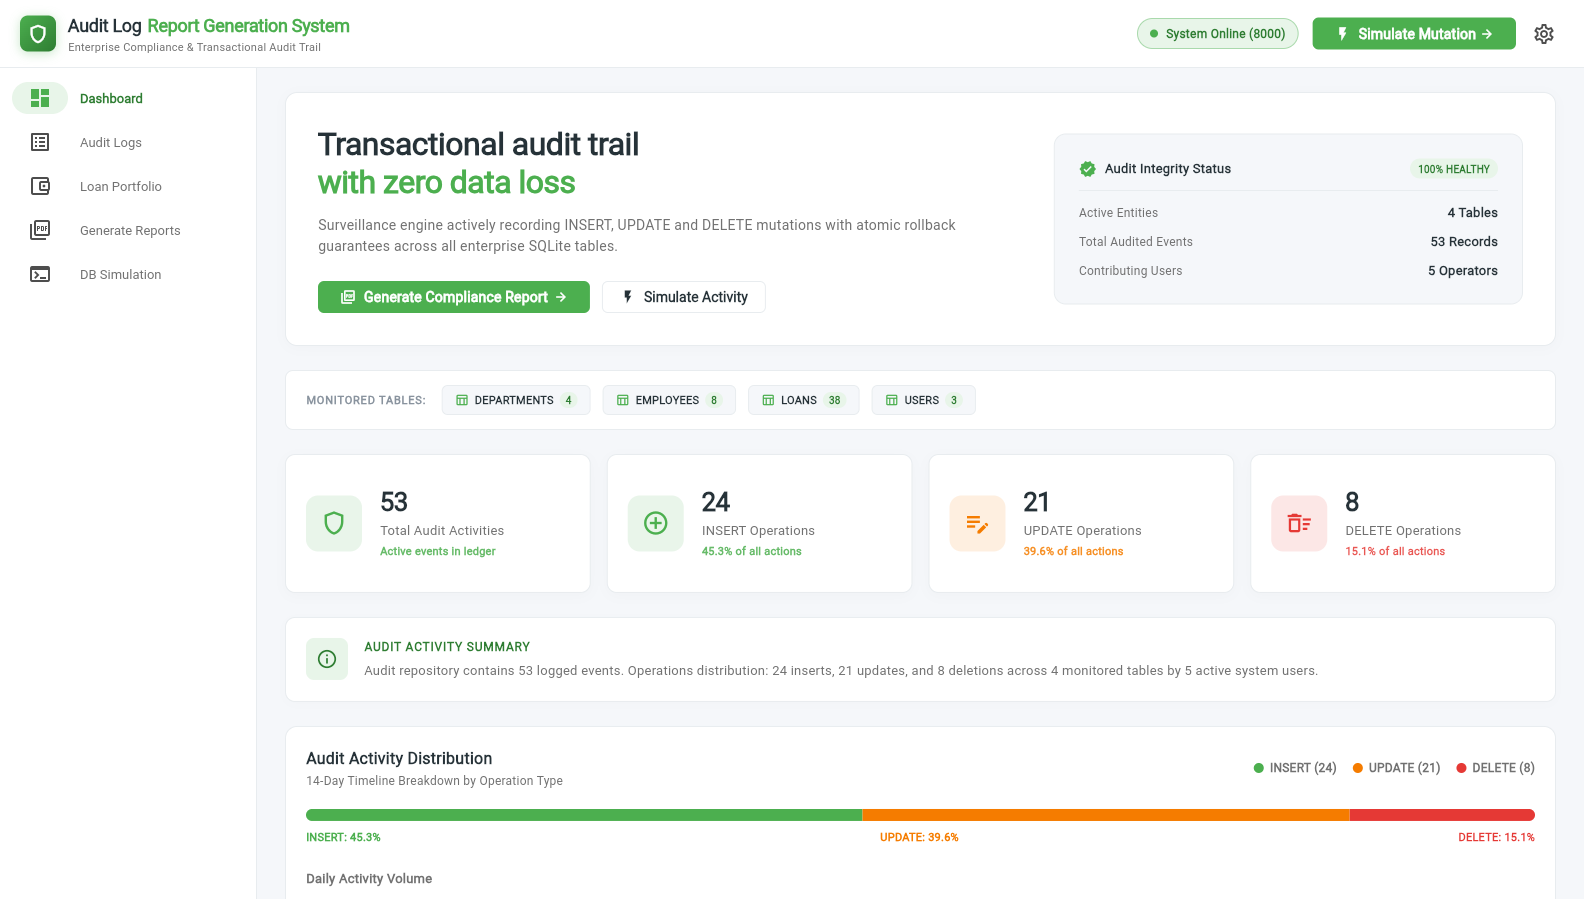 Audit Log Report Generation System
Enterprise Compliance & Transactional Audit Trail
System Online (8000)
Simulate Mutation →
Dashboard
Audit Logs
Loan Portfolio
Generate Reports
DB Simulation
Transactional audit trail
with zero data loss
Surveillance engine actively recording INSERT, UPDATE and DELETE mutations with atomic rollback
guarantees across all enterprise SQLite tables.
Generate Compliance Report →
Simulate Activity
Audit Integrity Status
100% HEALTHY
Active Entities
4 Tables
Total Audited Events
53 Records
Contributing Users
5 Operators
MONITORED TABLES:
DEPARTMENTS 4
EMPLOYEES 8
LOANS 38
USERS 3
53
Total Audit Activities
Active events in ledger
24
INSERT Operations
45.3% of all actions
21
UPDATE Operations
39.6% of all actions
8
DELETE Operations
15.1% of all actions
AUDIT ACTIVITY SUMMARY
Audit repository contains 53 logged events. Operations distribution: 24 inserts, 21 updates, and 8 deletions across 4 monitored tables by 5 active system users.
Audit Activity Distribution
14-Day Timeline Breakdown by Operation Type
INSERT (24)
UPDATE (21)
DELETE (8)
INSERT: 45.3%
UPDATE: 39.6%
DELETE: 15.1%
Daily Activity Volume